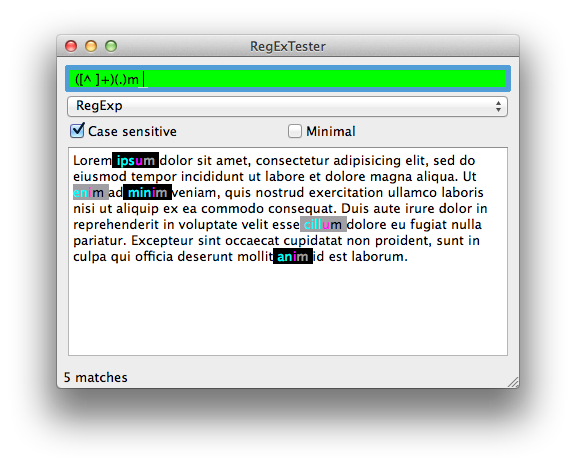 RegExTester
([^ ]+)(.)m
RegExp
Case sensitive Minimal
Lorem ipsum dolor sit amet, consectetur adipisicing elit, sed do
eiusmod tempor incididunt ut labore et dolore magna aliqua. Ut
enim ad minim veniam, quis nostrud exercitation ullamco laboris
nisi ut aliquip ex ea commodo consequat. Duis aute irure dolor in
reprehenderit in voluptate velit esse cillum dolore eu fugiat nulla
pariatur. Excepteur sint occaecat cupidatat non proident, sunt in
culpa qui officia deserunt mollit anim id est laborum.
5 matches